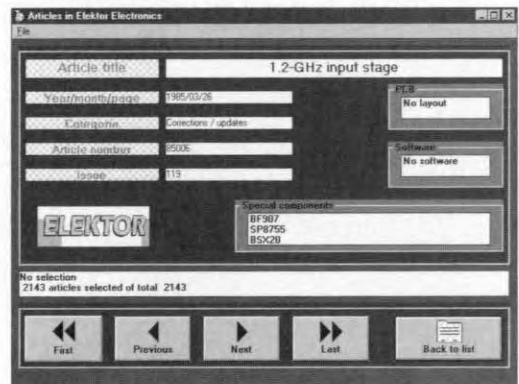 Articles in Elektor Electronics
File
Article title
1.2-GHz input stage
Year/month/page
1985/03/26
PCB
No layout
Categorie
Corrections / updates
Article number
85006
Software
No software
Issue
119
ELEKTOR
Special components
BF907
SP8755
BSX20
No selection
2143 articles selected of total 2143
First
Previous
Next
Last
Back to list